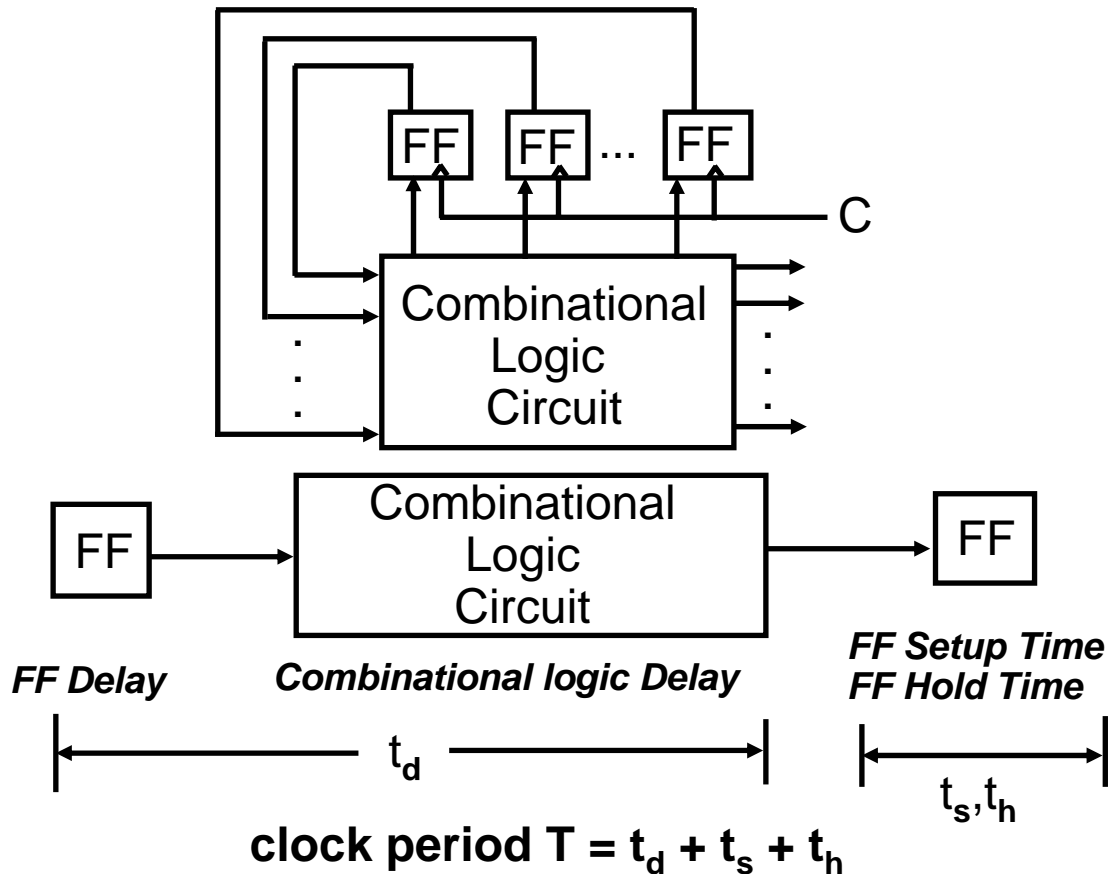 FF FF ... FF
C
Combinational
Logic
Circuit
.
.
.
.
.
.
FF
Combinational
Logic
Circuit
FF
FF Delay
Combinational logic Delay
FF Setup Time
FF Hold Time
td
ts,th
clock period T = td + ts + th